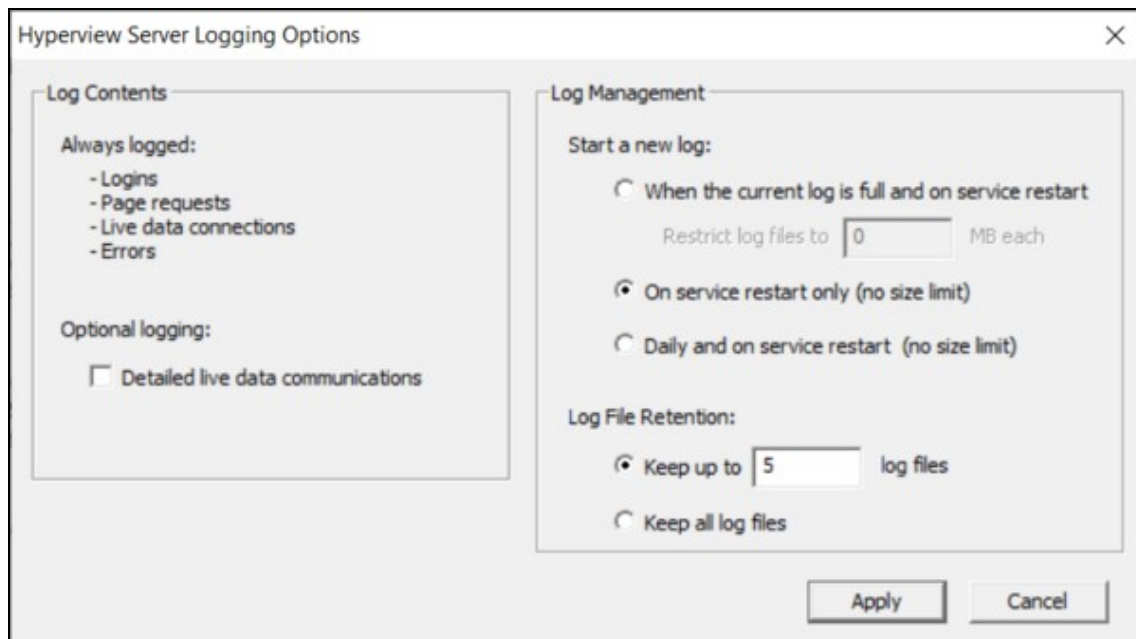 Hyperview Server Logging Options
Log Contents
Always logged:
- Logins
- Page requests
- Live data connections
- Errors
Optional logging:
Detailed live data communications
Log Management
Start a new log:
When the current log is full and on service restart
Restrict log files to 0 MB each
On service restart only (no size limit)
Daily and on service restart (no size limit)
Log File Retention:
Keep up to 5 log files
Keep all log files
Apply Cancel